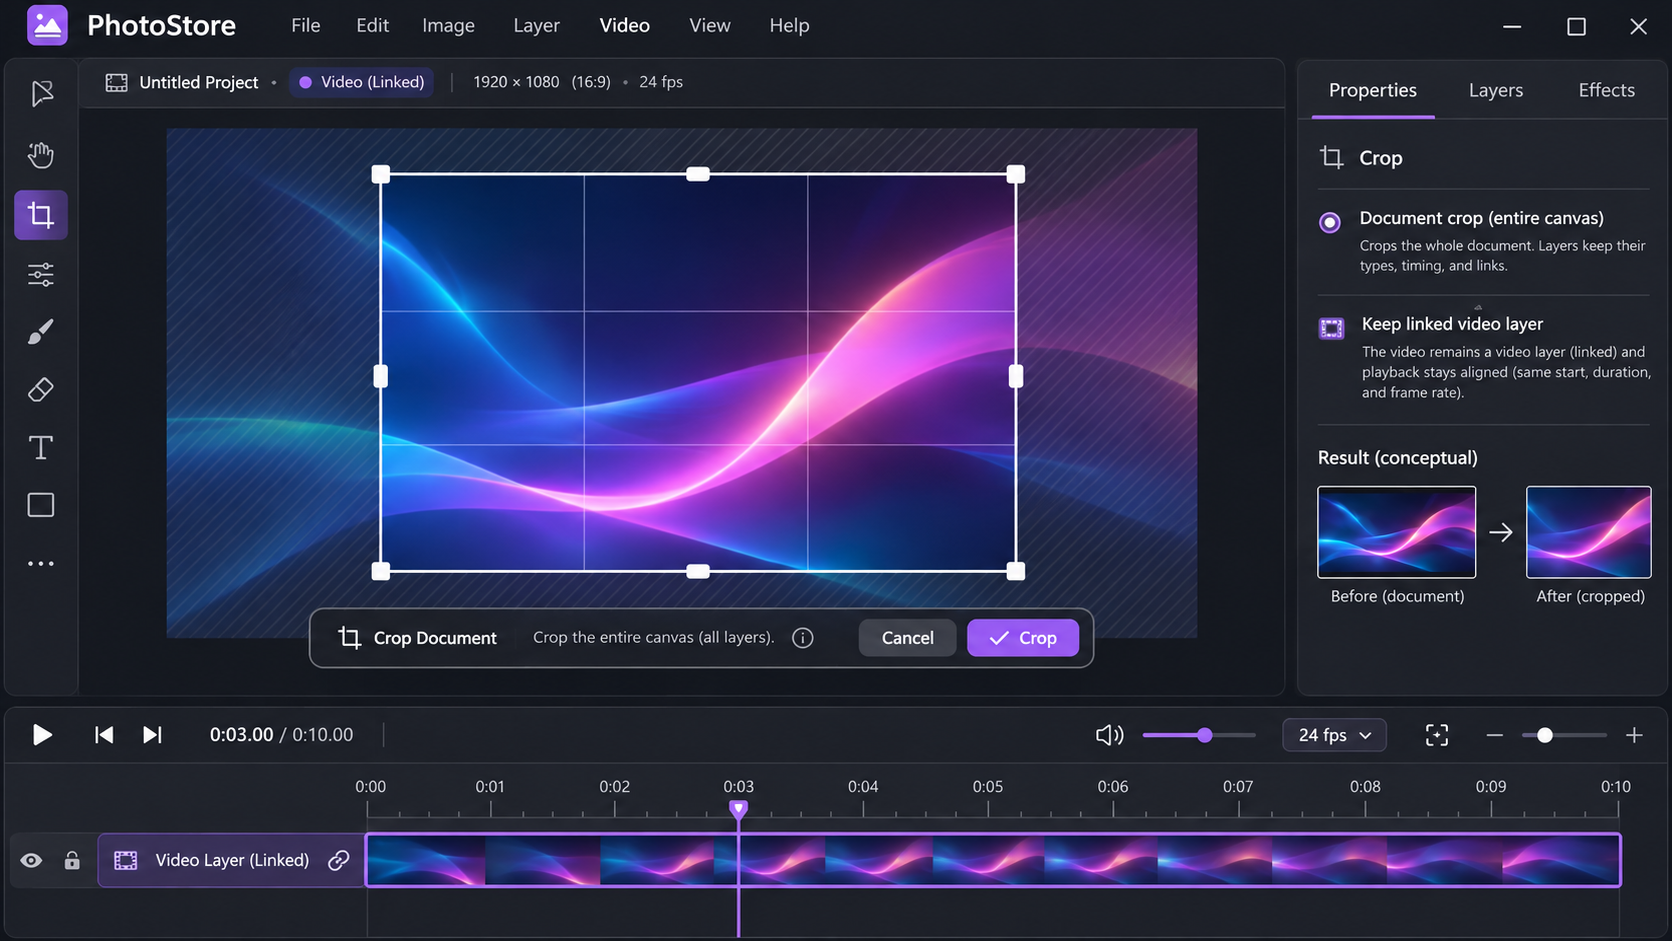 PhotoStore
File Edit Image Layer Video View Help
Untitled Project • Video (Linked) 1920 × 1080 (16:9) • 24 fps
Properties Layers Effects
Crop
Document crop (entire canvas)
Crops the whole document. Layers keep their
types, timing, and links.
Keep linked video layer
The video remains a video layer (linked) and
playback stays aligned (same start, duration,
and frame rate).
Result (conceptual)
Before (document) After (cropped)
Crop Document Crop the entire canvas (all layers). Cancel Crop
0:03.00 / 0:10.00 24 fps
0:00 0:01 0:02 0:03 0:04 0:05 0:06 0:07 0:08 0:09 0:10
Video Layer (Linked)